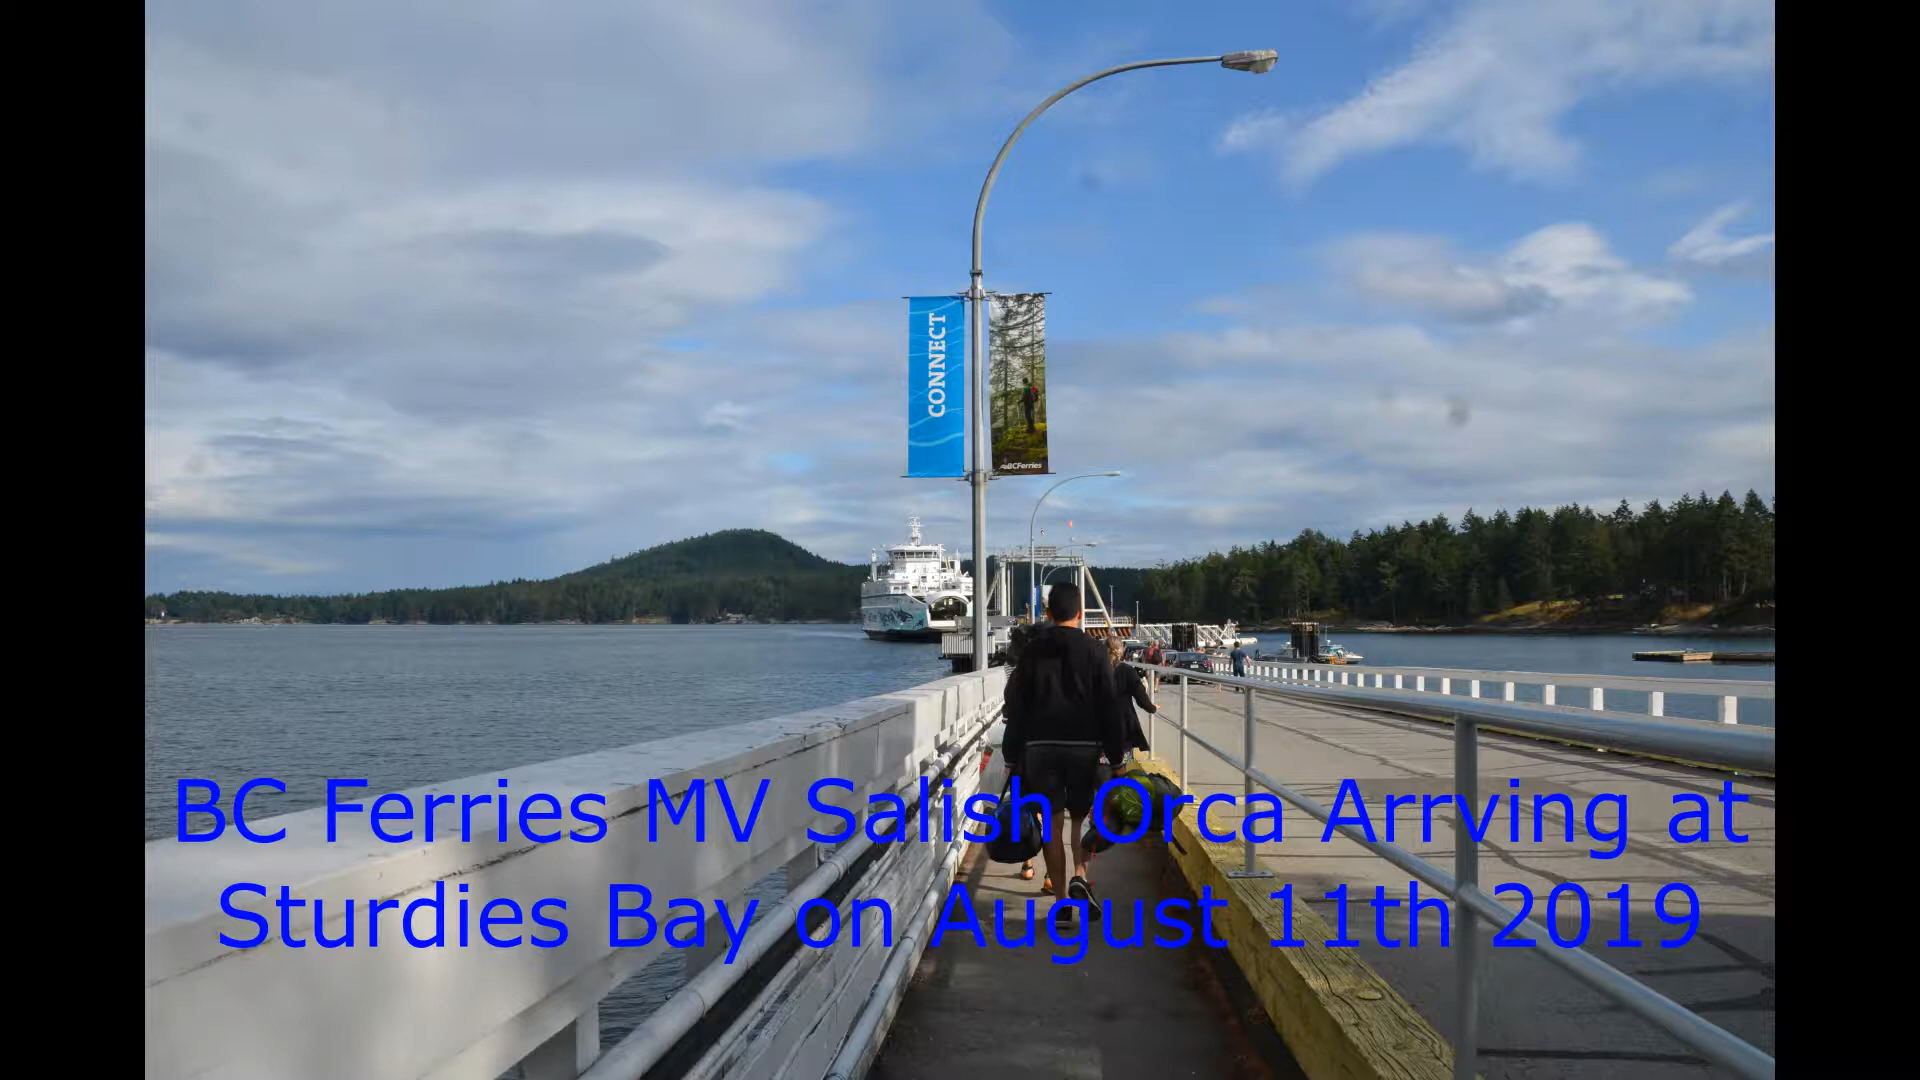 CONNECT
BCFerries
BC Ferries MV Salish Orca Arrving at
Sturdies Bay on August 11th 2019